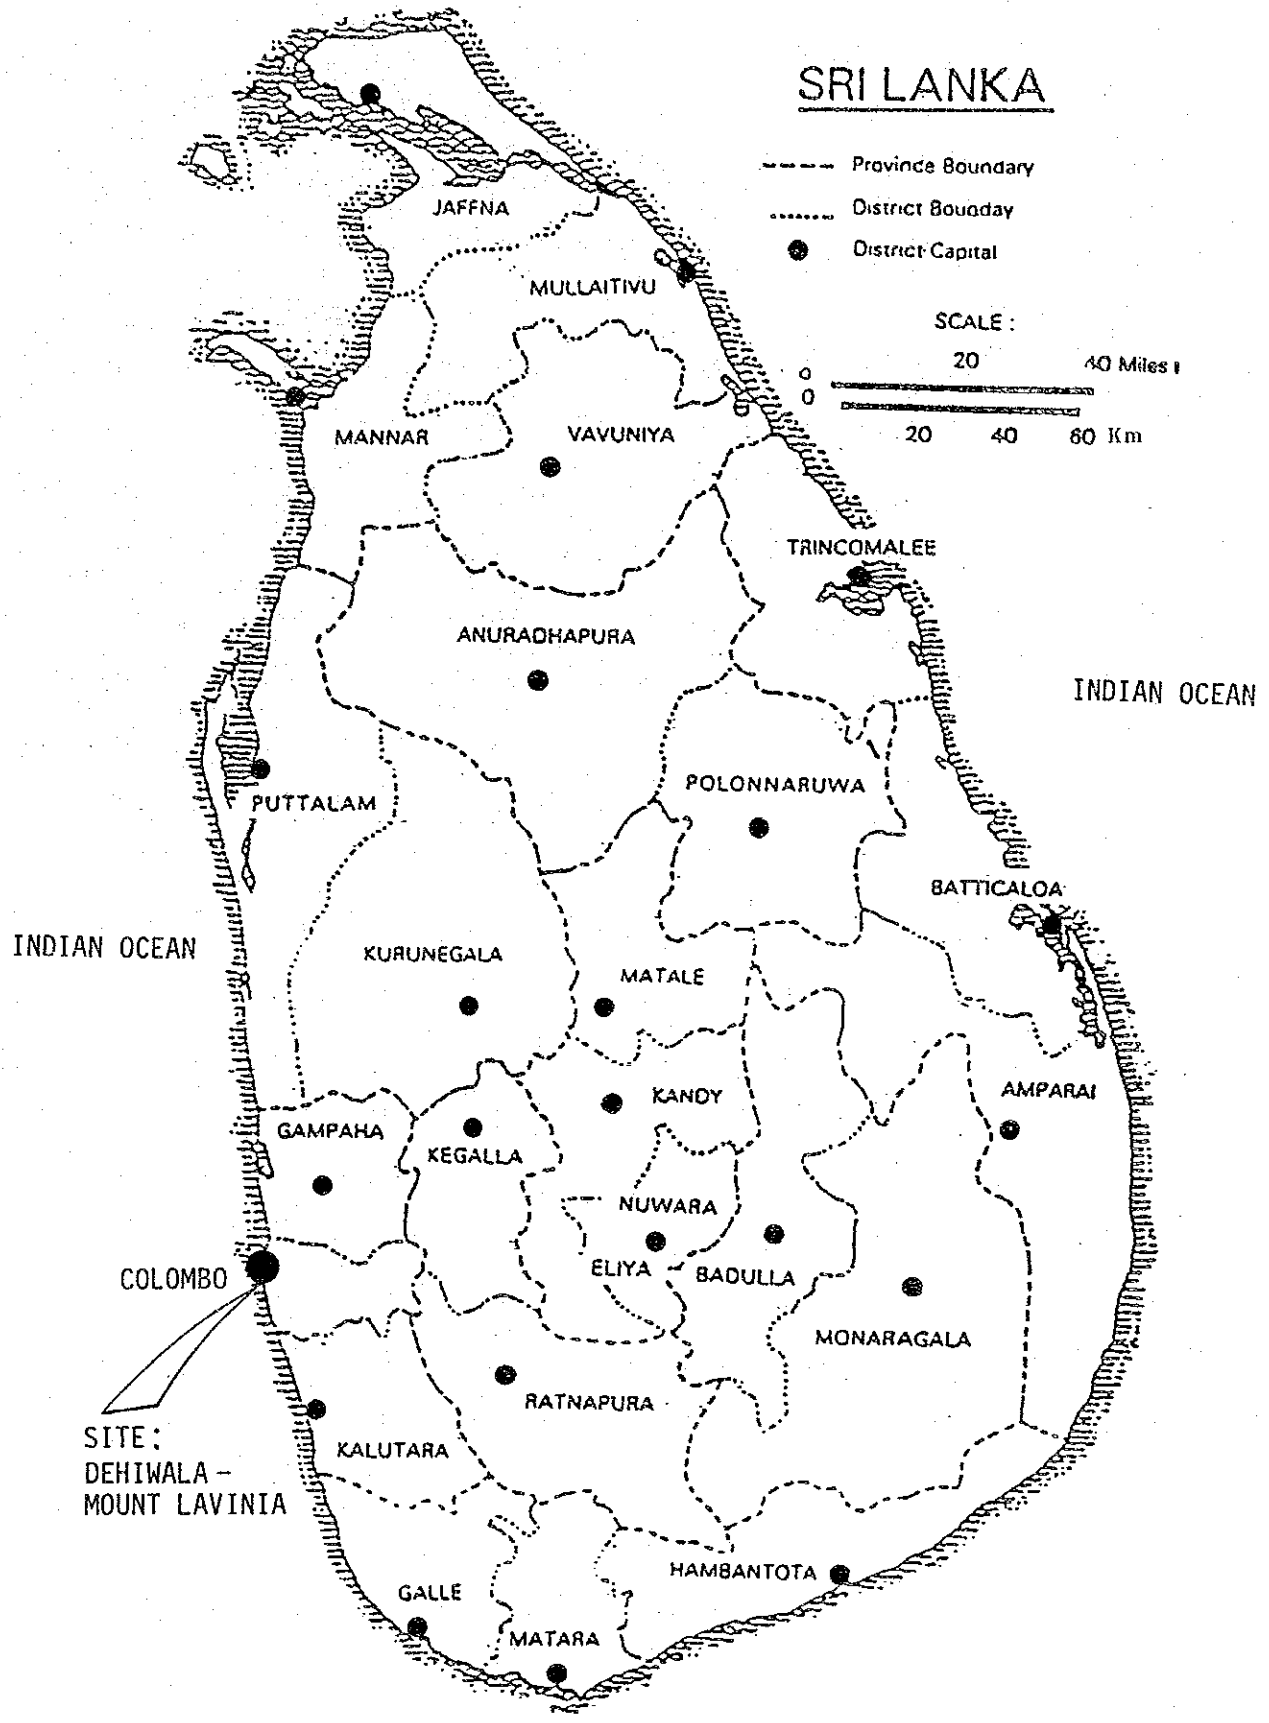 SRI LANKA
Province Boundary
District Bounday
District Capital
SCALE :
20 40 Miles
0
0
20 40 60 Km
JAFFNA
MULLAITIVU
MANNAR
VAVUNIYA
TRINCOMALEE
ANURADHAPURA
INDIAN OCEAN
POLONNARUWA
PUTTALAM
BATTICALOA
INDIAN OCEAN
KURUNEGALA
MATALE
KANDY
AMPARAI
GAMPAHA
KEGALLA
NUWARA
ELIYA
BADULLA
COLOMBO
MONARAGALA
RATNAPURA
SITE:
DEHIWALA -
MOUNT LAVINIA
KALUTARA
HAMBANTOTA
GALLE
MATARA